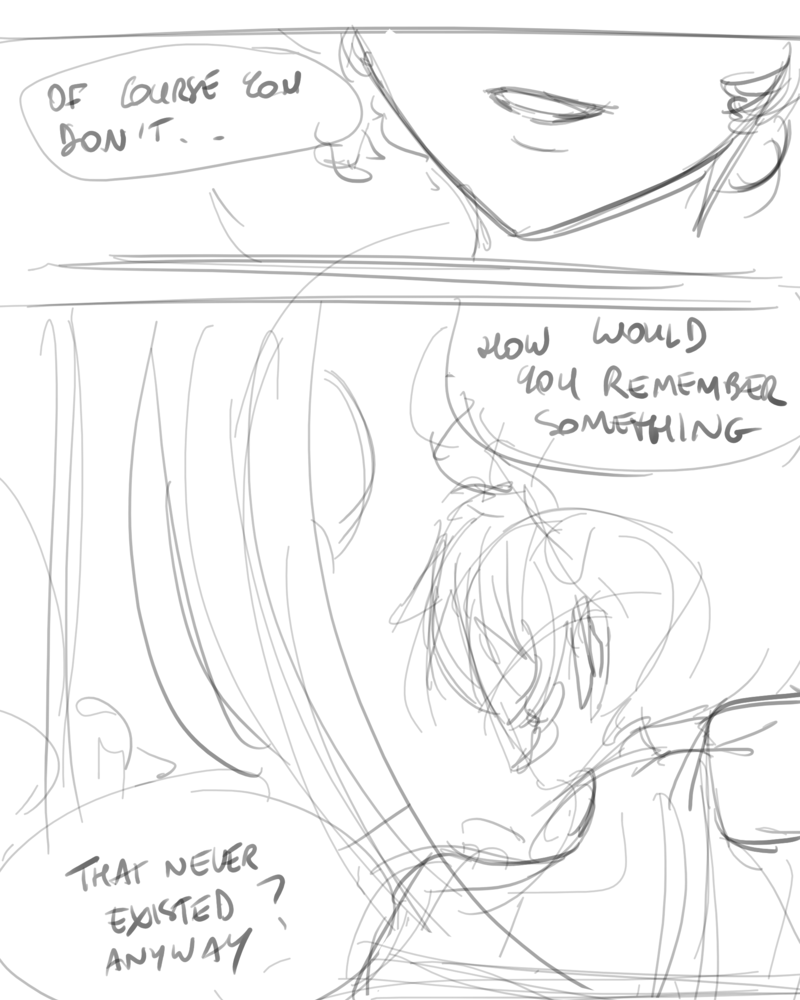 OF COURSE YOU
DON'T. .
HOW WOULD
YOU REMEMBER
SOMETHING
THAT NEVER
EXISTED
ANYWAY?